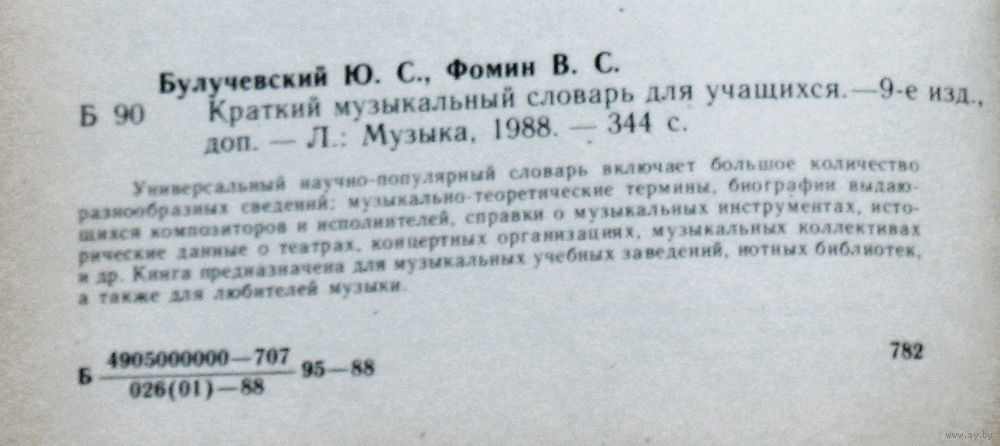 Булучевский Ю. С., Фомин В. С.
Б 90 Краткий музыкальный словарь для учащихся.—9-е изд.,
доп. — Л.: Музыка, 1988. — 344 с.
Универсальный научно-популярный словарь включает большое количество
разнообразных сведений: музыкально-теоретические термины, биографии выдаю-
щихся композиторов и исполнителей, справки о музыкальных инструментах, исто-
рические данные о театрах, концертных организациях, музыкальных коллективах
и др. Книга предназначена для музыкальных учебных заведений, нотных библиотек,
а также для любителей музыки.
4905000000—707
Б 95—88
026(01)—88
782
www.ay.by